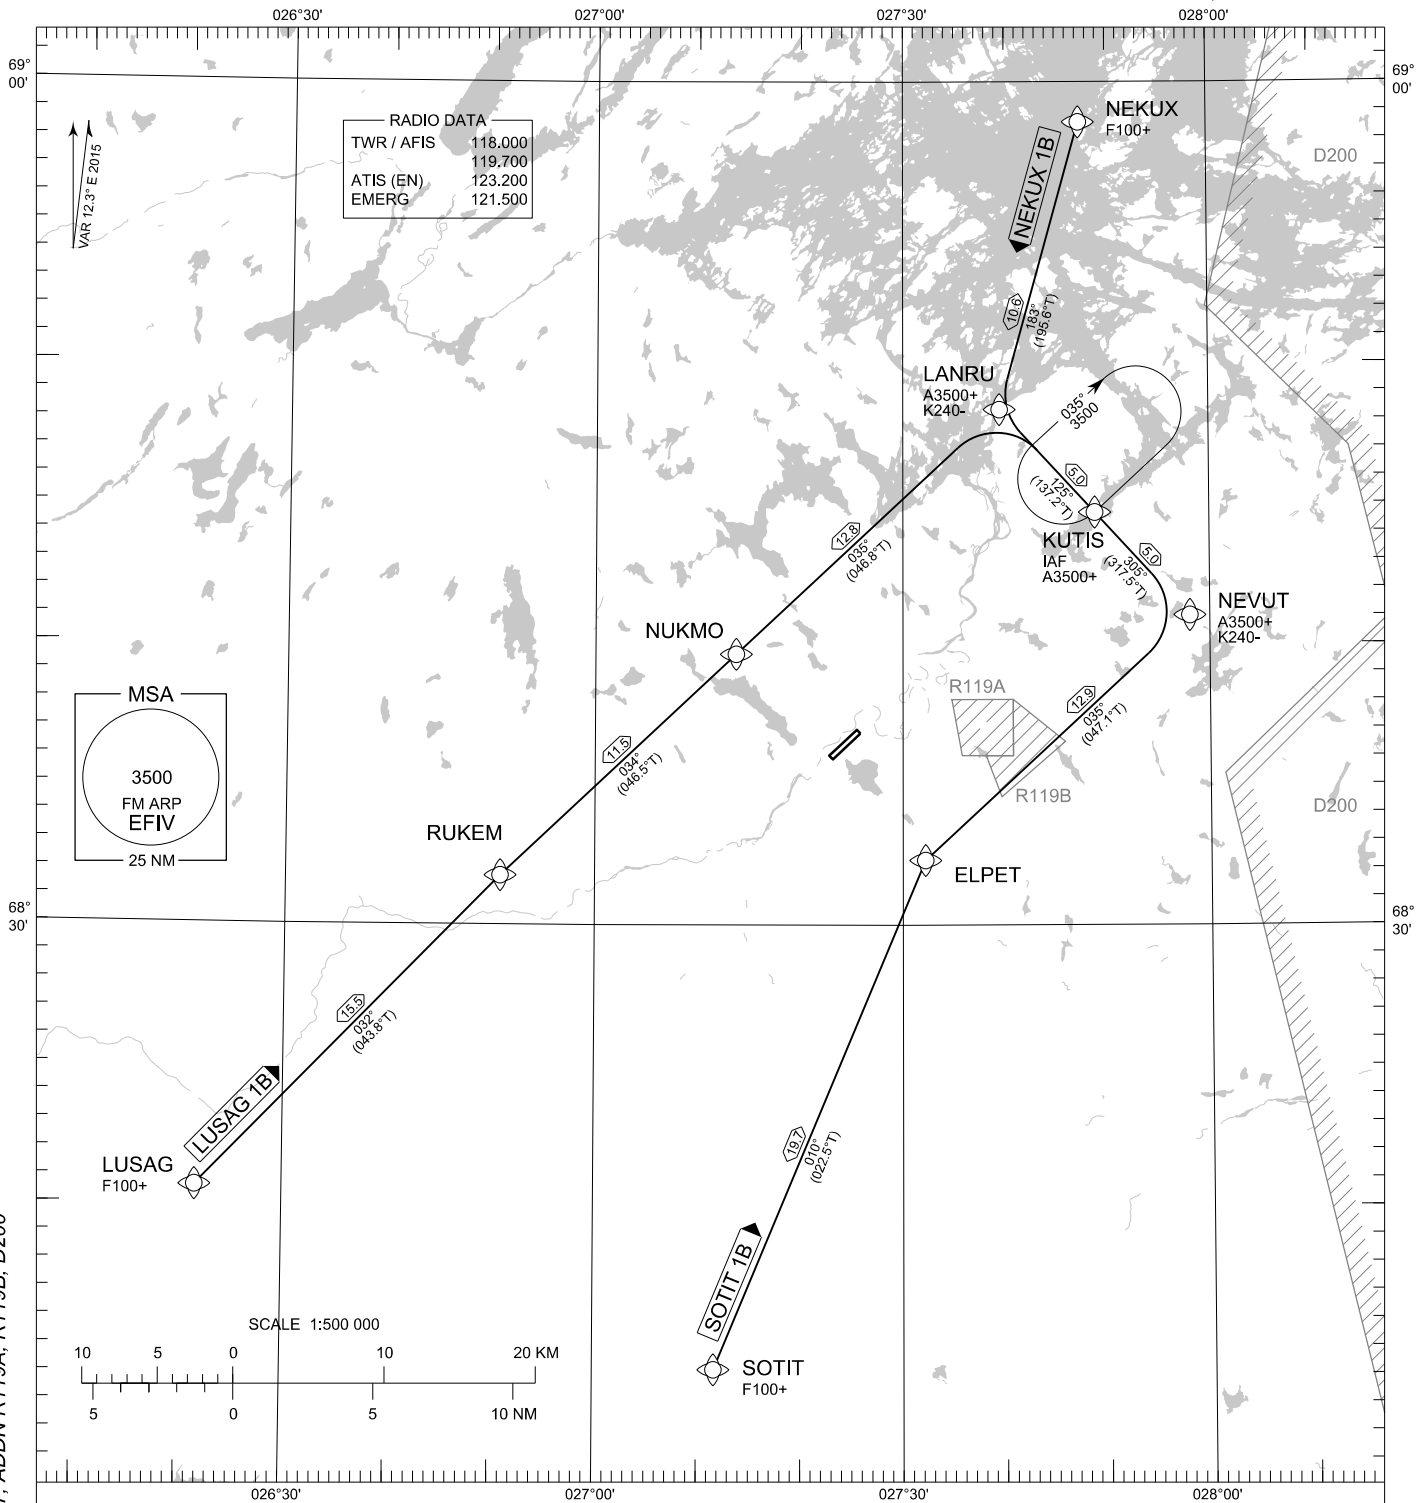 026°30'
027°00'
027°30'
028°00'
69°
00'
69°
00'
RADIO DATA
TWR / AFIS 118.000
119.700
ATIS (EN) 123.200
EMERG 121.500
VAR 12.3° E 2015
NEKUX
F100+
D200
NEKUX 1B
10.6
183°
(195.6°T)
LANRU
A3500+
K240-
035°
3500
5.0
125°
(137.2°T)
KUTIS
IAF
A3500+
5.0
305°
(317.5°T)
12.8
035°
(046.8°T)
NEVUT
A3500+
K240-
NUKMO
R119A
12.9
035°
(047.1°T)
MSA
3500
FM ARP
EFIV
25 NM
11.5
034°
(046.5°T)
R119B
D200
RUKEM
ELPET
68°
30'
68°
30'
15.5
032°
(043.8°T)
LUSAG 1B
LUSAG
F100+
19.7
010°
(022.5°T)
SOTIT 1B
SOTIT
F100+
SCALE 1:500 000
10 5 0 10 20 KM
5 0 5 10 NM
026°30'
027°00'
027°30'
028°00'